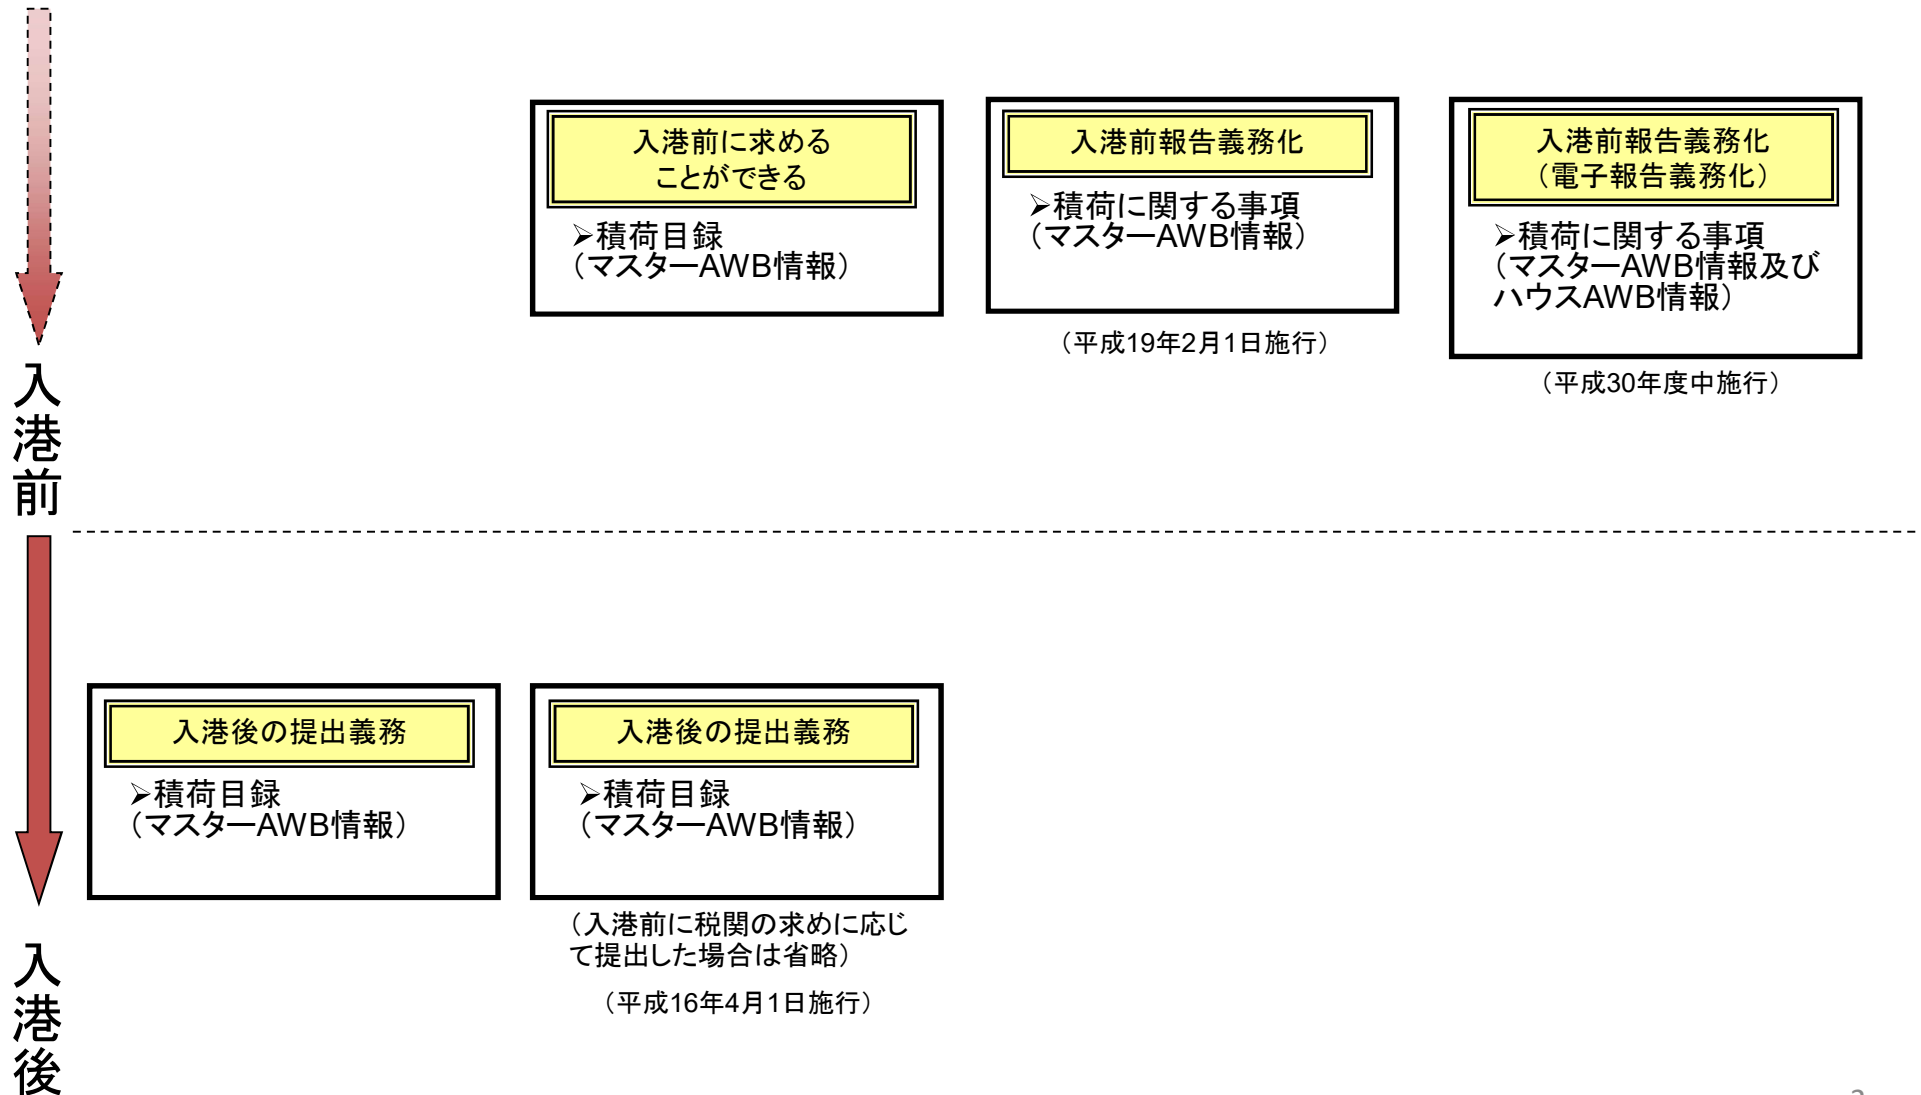 入港前に求める
ことができる
➢積荷目録
（マスターAWB情報）
入港前報告義務化
➢積荷に関する事項
（マスターAWB情報）
（平成19年2月1日施行）
入港前報告義務化
（電子報告義務化）
➢積荷に関する事項
（マスターAWB情報及び
ハウスAWB情報）
（平成30年度中施行）
入港前
入港後の提出義務
➢積荷目録
（マスターAWB情報）
入港後の提出義務
➢積荷目録
（マスターAWB情報）
（入港前に税関の求めに応じ
て提出した場合は省略）
（平成16年4月1日施行）
入港後